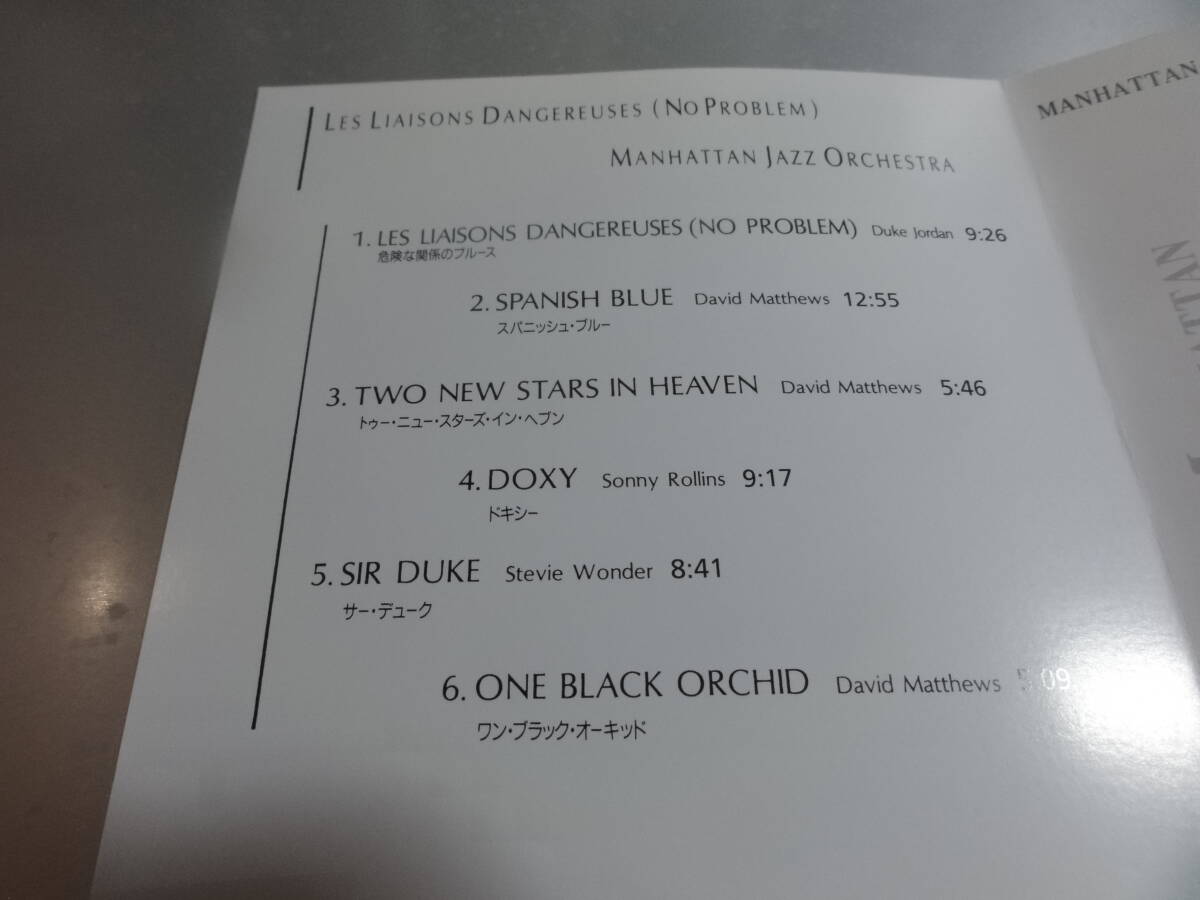 LES LIAISONS DANGEREUSES (NO PROBLEM)
MANHATTAN JAZZ ORCHESTRA
1. LES LIAISONS DANGEREUSES (NO PROBLEM) Duke Jordan 9:26
危険な関係のブルース
2. SPANISH BLUE David Matthews 12:55
スパニッシュ・ブルー
3. TWO NEW STARS IN HEAVEN David Matthews 5:46
トゥー・ニュー・スターズ・イン・ヘブン
4. DOXY Sonny Rollins 9:17
ドキシー
5. SIR DUKE Stevie Wonder 8:41
サー・デューク
6. ONE BLACK ORCHID David Matthews
ワン・ブラック・オーキッド
MANHATTAN